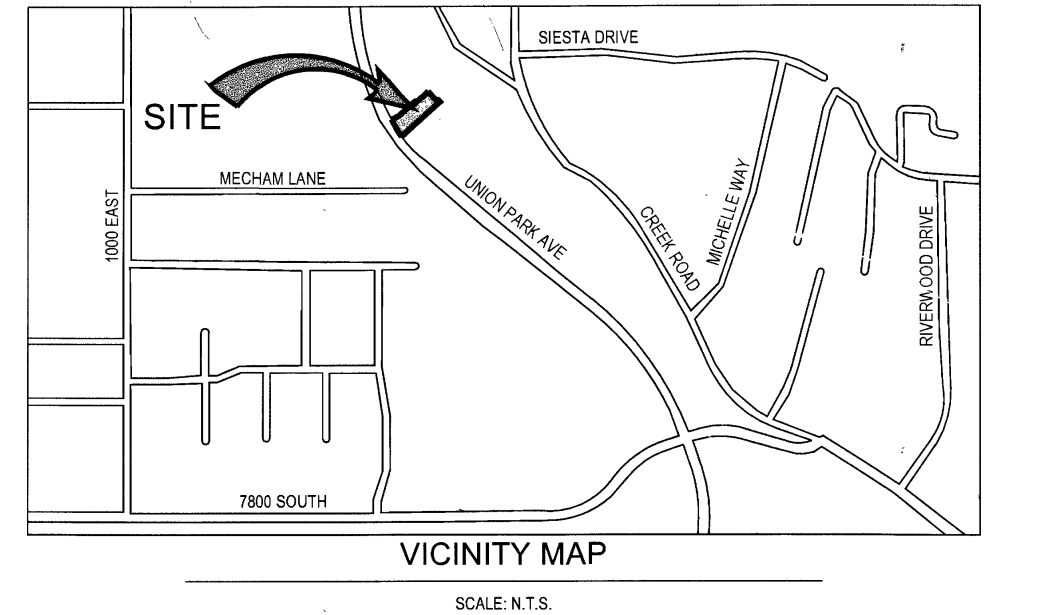 SIESTA DRIVE
SITE
MECHAM LANE
1000 EAST
UNION PARK AVE
CREEK ROAD
MICHELLE WAY
RIVERWOOD DRIVE
7800 SOUTH
VICINITY MAP
SCALE: N.T.S.